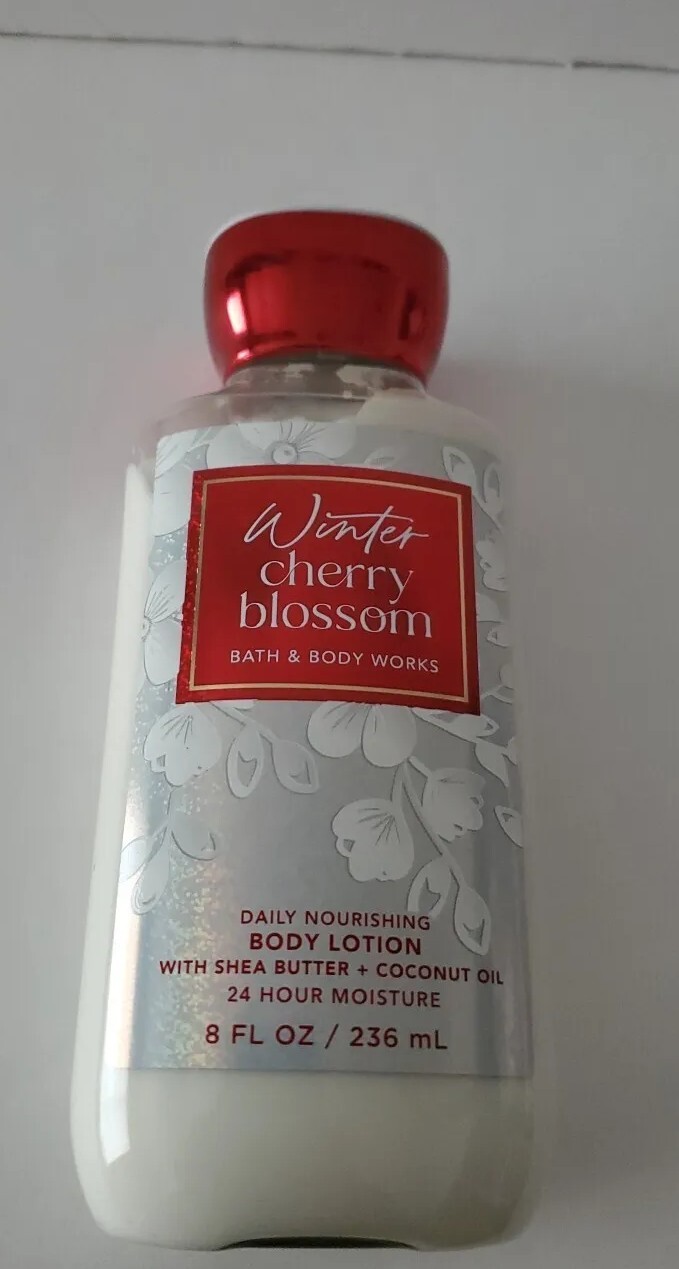 Winter
cherry
blossom
BATH & BODY WORKS
DAILY NOURISHING
BODY LOTION
WITH SHEA BUTTER + COCONUT OIL
24 HOUR MOISTURE
8 FL OZ / 236 mL